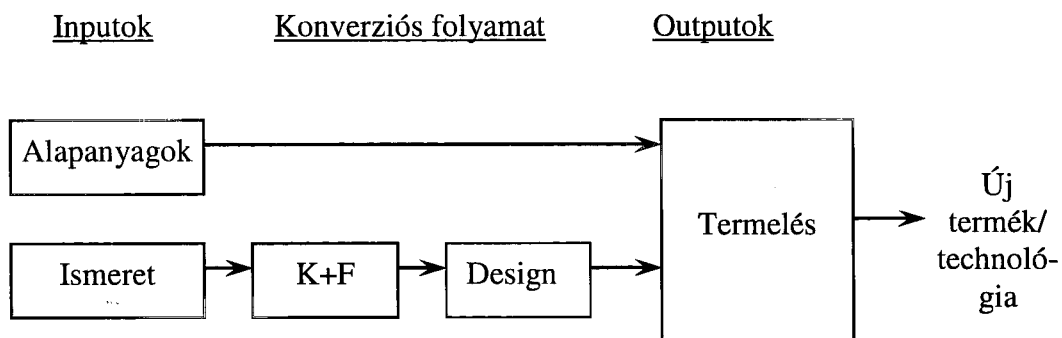 Inputok Konverziós folyamat Outputok
Alapanyagok
Ismeret
K+F
Design
Termelés
Új
termék/
technoló-
gia